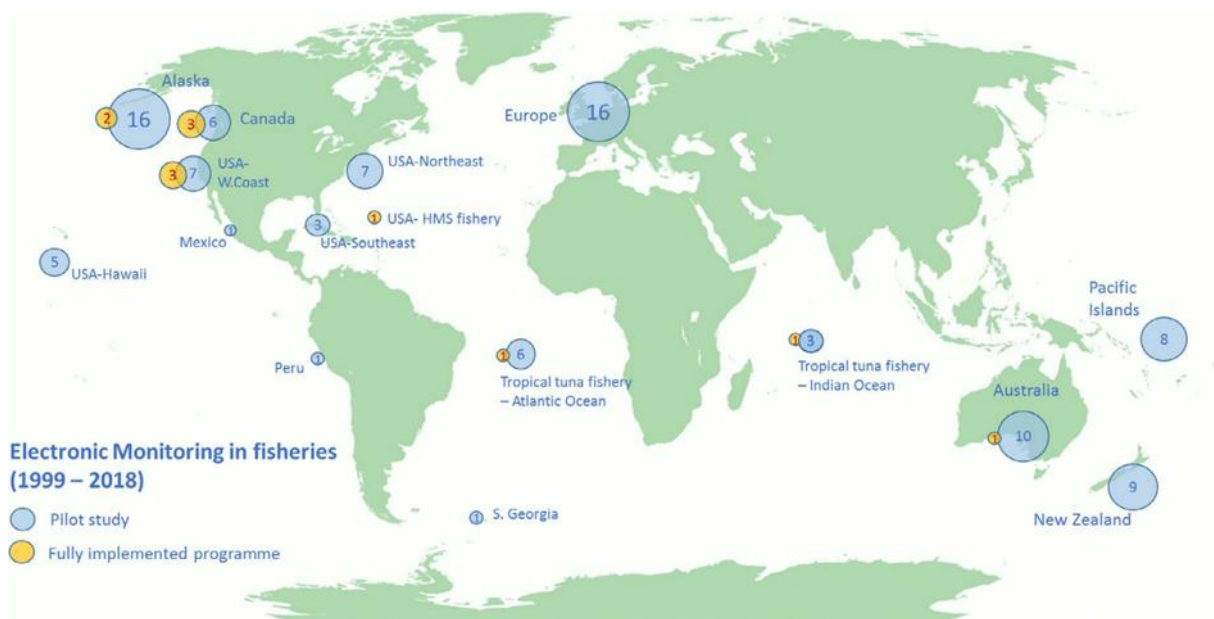 Alaska
2
16
3
6
Canada
Europe
16
3
7
USA-
W.Coast
7
USA-Northeast
1
USA- HMS fishery
3
USA-Southeast
1
Mexico
5
USA-Hawaii
Pacific
Islands
8
1
Peru
1
6
Tropical tuna fishery
– Atlantic Ocean
1
3
Tropical tuna fishery
– Indian Ocean
Australia
1
10
9
New Zealand
1
S. Georgia
Electronic Monitoring in fisheries
(1999 – 2018)
Pilot study
Fully implemented programme